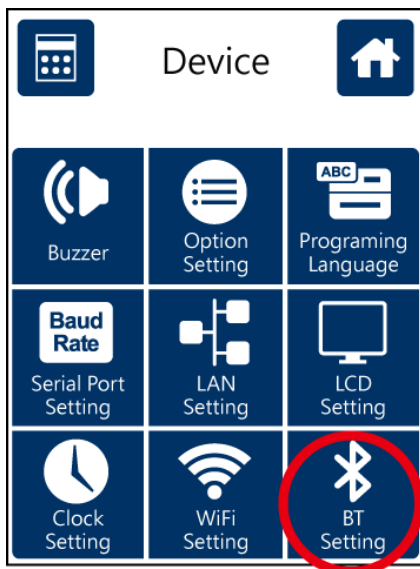 Device
Buzzer
Option
Setting
ABC
Programing
Language
Baud
Rate
Serial Port
Setting
LAN
Setting
LCD
Setting
Clock
Setting
WiFi
Setting
BT
Setting